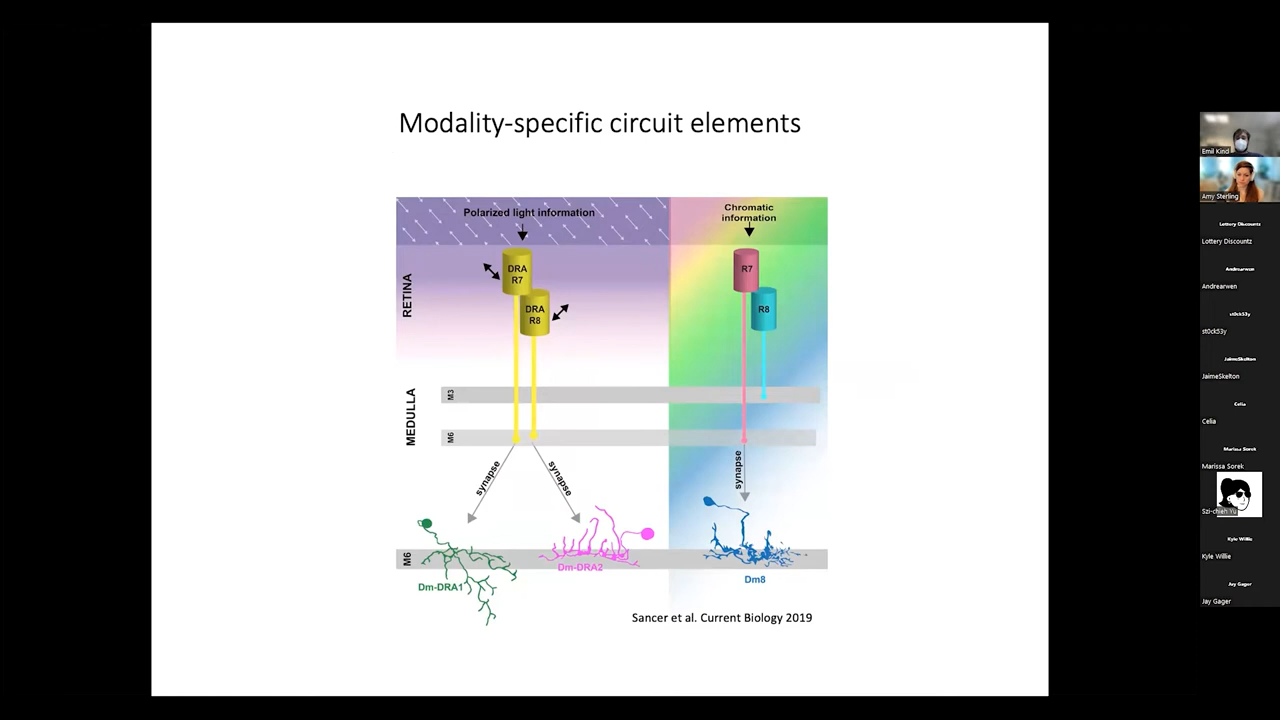 Modality-specific circuit elements
Polarized light information
Chromatic
information
DRA
R7
DRA
R8
R7
R8
RETINA
MEDULLA
M3
M6
synapse
synapse
synapse
M6
Dm-DRA1
Dm-DRA2
Dm8
Sancer et al. Current Biology 2019
Emil Kind
Amy Sterling
Lottery Discountz
Lottery Discountz
Andrearwen
Andrearwen
st0ck53y
st0ck53y
JaimeSkelton
JaimeSkelton
Celia
Celia
Marissa Sorek
Marissa Sorek
Szi-chieh Yu
Kyle Willie
Kyle Willie
Jay Gager
Jay Gager